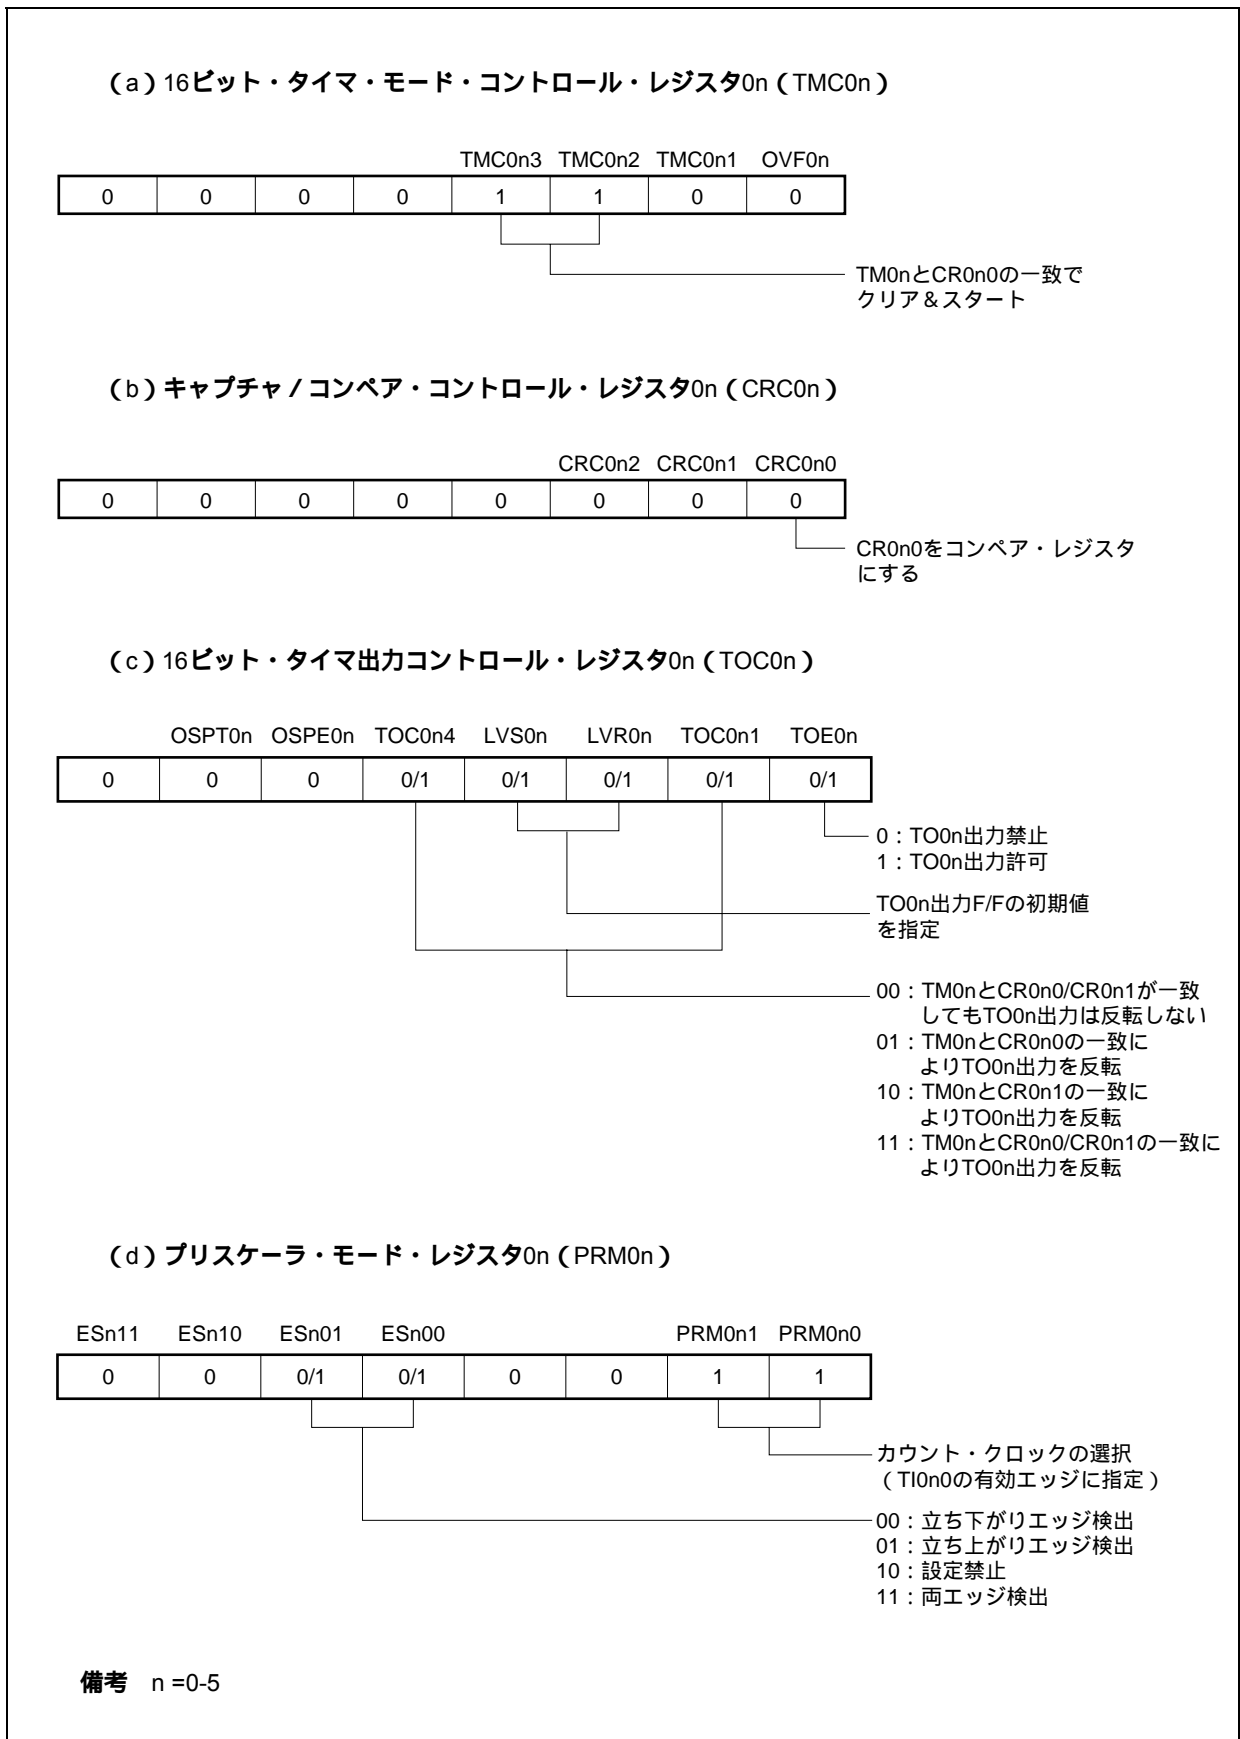 （a）16ビット・タイマ・モード・コントロール・レジスタ0n（TMC0n）
TMC0n3 TMC0n2 TMC0n1 OVF0n
0 0 0 0 1 1 0 0
TM0nとCR0n0の一致で
クリア＆スタート
（b）キャプチャ／コンペア・コントロール・レジスタ0n（CRC0n）
CRC0n2 CRC0n1 CRC0n0
0 0 0 0 0 0 0 0
CR0n0をコンペア・レジスタ
にする
（c）16ビット・タイマ出力コントロール・レジスタ0n（TOC0n）
OSPT0n OSPE0n TOC0n4 LVS0n LVR0n TOC0n1 TOE0n
0 0 0 0/1 0/1 0/1 0/1 0/1
0：TO0n出力禁止
1：TO0n出力許可
TO0n出力F/Fの初期値
を指定
00：TM0nとCR0n0/CR0n1が一致
してもTO0n出力は反転しない
01：TM0nとCR0n0の一致に
よりTO0n出力を反転
10：TM0nとCR0n1の一致に
よりTO0n出力を反転
11：TM0nとCR0n0/CR0n1の一致に
よりTO0n出力を反転
（d）プリスケーラ・モード・レジスタ0n（PRM0n）
ESn11 ESn10 ESn01 ESn00 PRM0n1 PRM0n0
0 0 0/1 0/1 0 0 1 1
カウント・クロックの選択
（TI0n0の有効エッジに指定）
00：立ち下がりエッジ検出
01：立ち上がりエッジ検出
10：設定禁止
11：両エッジ検出
備考 n =0-5